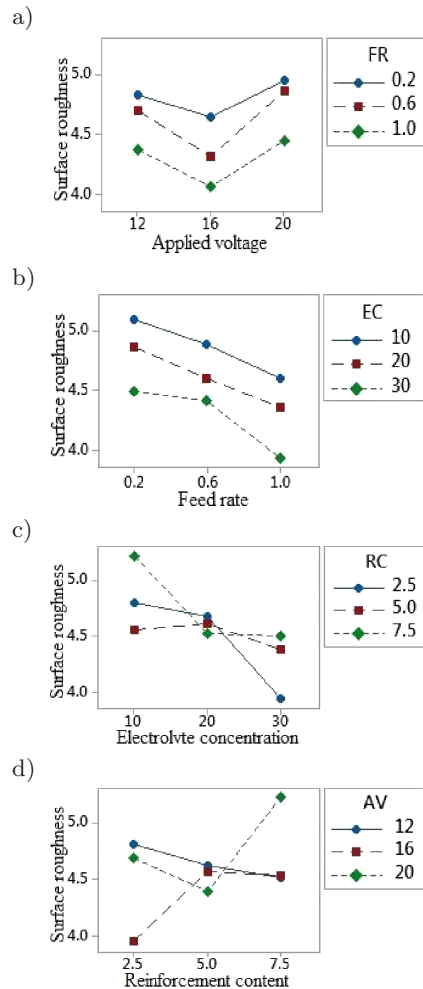 a)
Surface roughness
5.0
4.5
4.0
12 16 20
Applied voltage
FR
0.2
0.6
1.0
b)
Surface roughness
5.0
4.5
4.0
0.2 0.6 1.0
Feed rate
EC
10
20
30
c)
Surface roughness
5.0
4.5
4.0
10 20 30
Electrolvte concentration
RC
2.5
5.0
7.5
d)
Surface roughness
5.0
4.5
4.0
2.5 5.0 7.5
Reinforcement content
AV
12
16
20